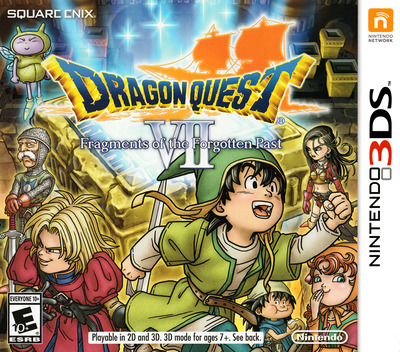 SQUARE ENIX
NINTENDO
NETWORK
DRAGON QUEST
VII
Fragments of the Forgotten Past
NINTENDO 3DS
EVERYONE 10+
E
10+
ESRB
Playable in 2D and 3D. 3D mode for ages 7+. See back.
Nintendo